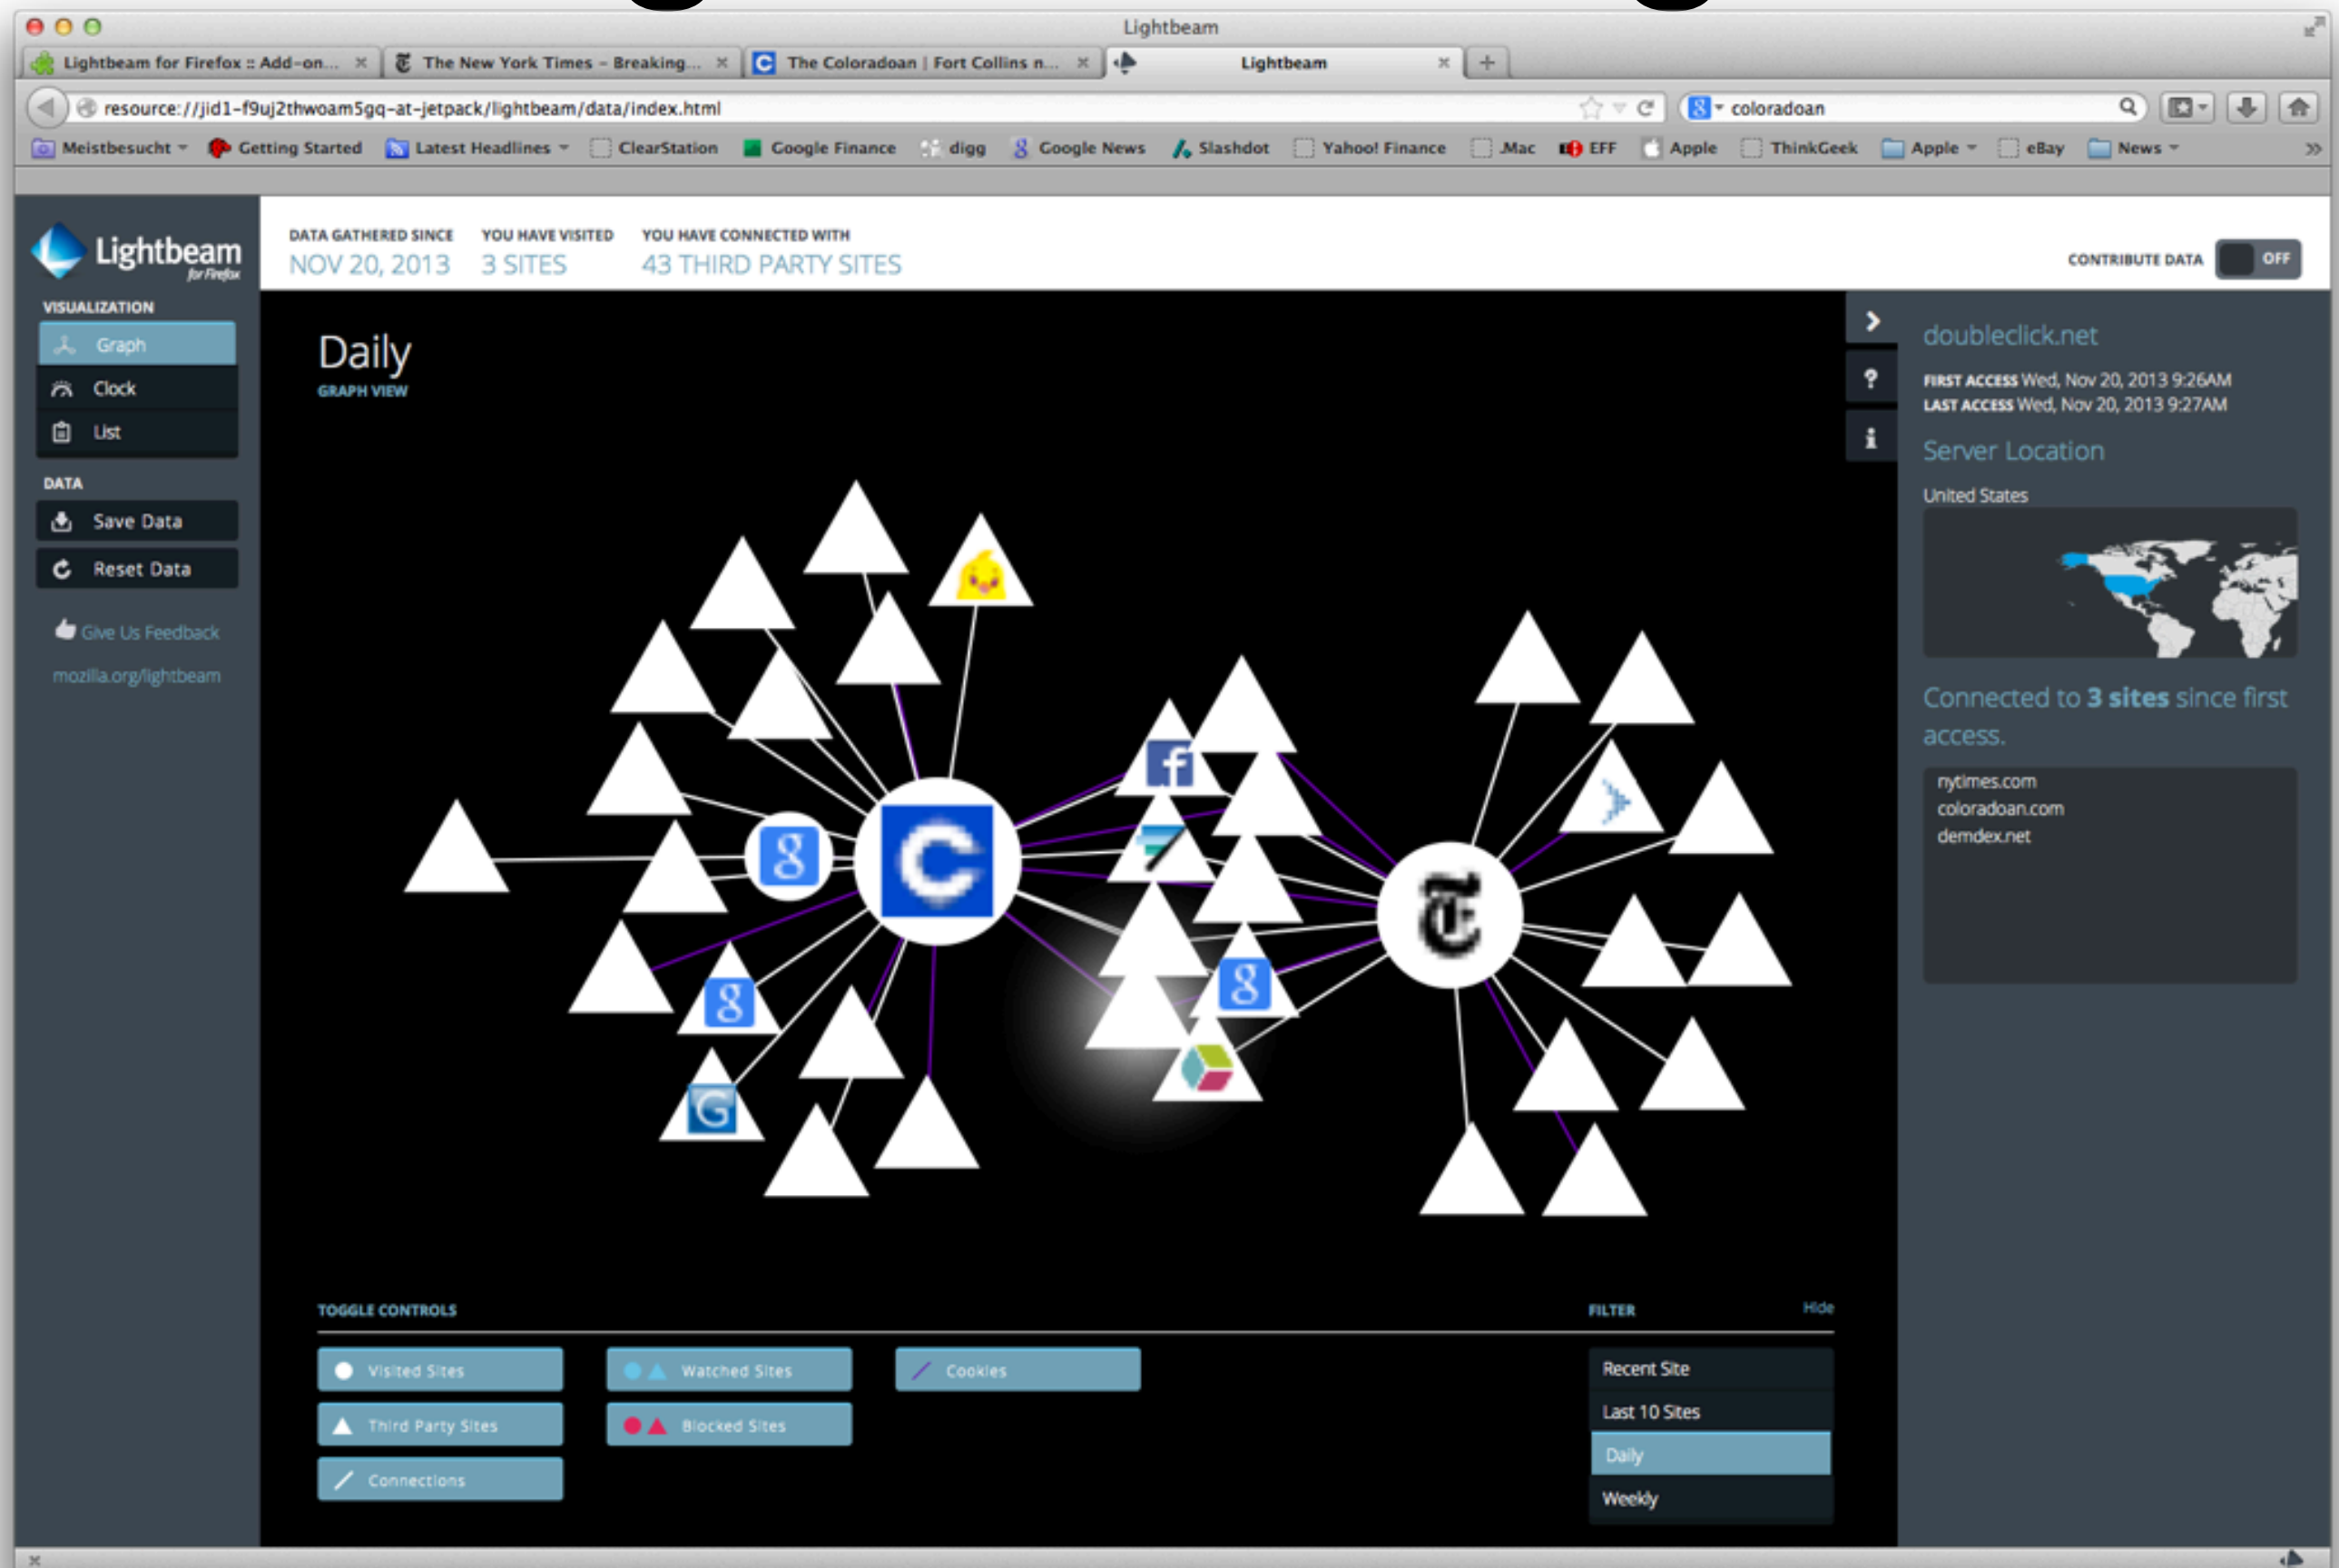 Lightbeam
Lightbeam for Firefox :: Add-on...
The New York Times – Breaking...
The Coloradoan | Fort Collins n...
Lightbeam
resource://jid1-f9uj2thwoam5gq-at-jetpack/lightbeam/data/index.html
coloradoan
Meistbesucht
Getting Started
Latest Headlines
ClearStation
Google Finance
digg
Google News
Slashdot
Yahoo! Finance
.Mac
EFF
Apple
ThinkGeek
Apple
eBay
News
Lightbeam
for Firefox
DATA GATHERED SINCE
NOV 20, 2013
YOU HAVE VISITED
3 SITES
YOU HAVE CONNECTED WITH
43 THIRD PARTY SITES
CONTRIBUTE DATA
OFF
VISUALIZATION
Graph
Clock
List
DATA
Save Data
Reset Data
Give Us Feedback
mozilla.org/lightbeam
Daily
GRAPH VIEW
doubleclick.net
FIRST ACCESS Wed, Nov 20, 2013 9:26AM
LAST ACCESS Wed, Nov 20, 2013 9:27AM
Server Location
United States
Connected to 3 sites since first
access.
nytimes.com
coloradoan.com
demdex.net
TOGGLE CONTROLS
Visited Sites
Watched Sites
Cookies
Third Party Sites
Blocked Sites
Connections
FILTER
Hide
Recent Site
Last 10 Sites
Daily
Weekly